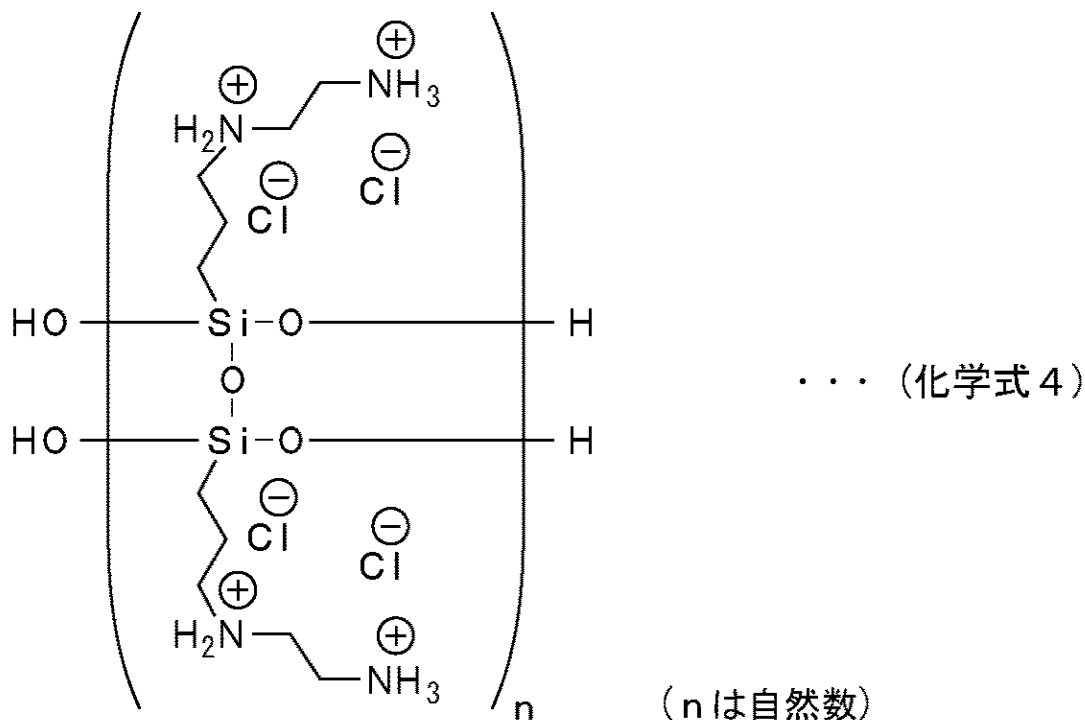 ⊕
⊕ NH3
H2N
⊖ ⊖
Cl Cl
HO Si-O H
O
・・・(化学式4)
HO Si-O H
⊖ ⊖
Cl Cl
⊕
H2N ⊕
NH3
n (nは自然数)